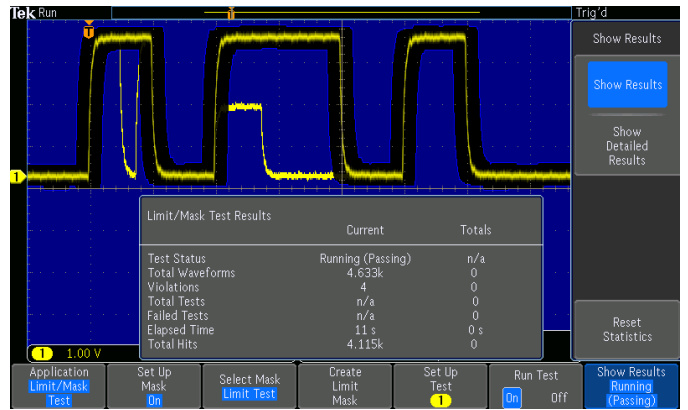 Tek Run
Trig'd
T
T
1
Show Results
Show Results
Show
Detailed
Results
Reset
Statistics
Limit/Mask Test Results
Current Totals
Test Status Running (Passing) n/a
Total Waveforms 4.633k 0
Violations 4 0
Total Tests n/a 0
Failed Tests n/a 0
Elapsed Time 11 s 0 s
Total Hits 4.115k 0
1 1.00 V
Application
Limit/Mask
Test
Set Up
Mask
On
Select Mask
Limit Test
Create
Limit
Mask
Set Up
Test
1
Run Test
On Off
Show Results
Running
(Passing)